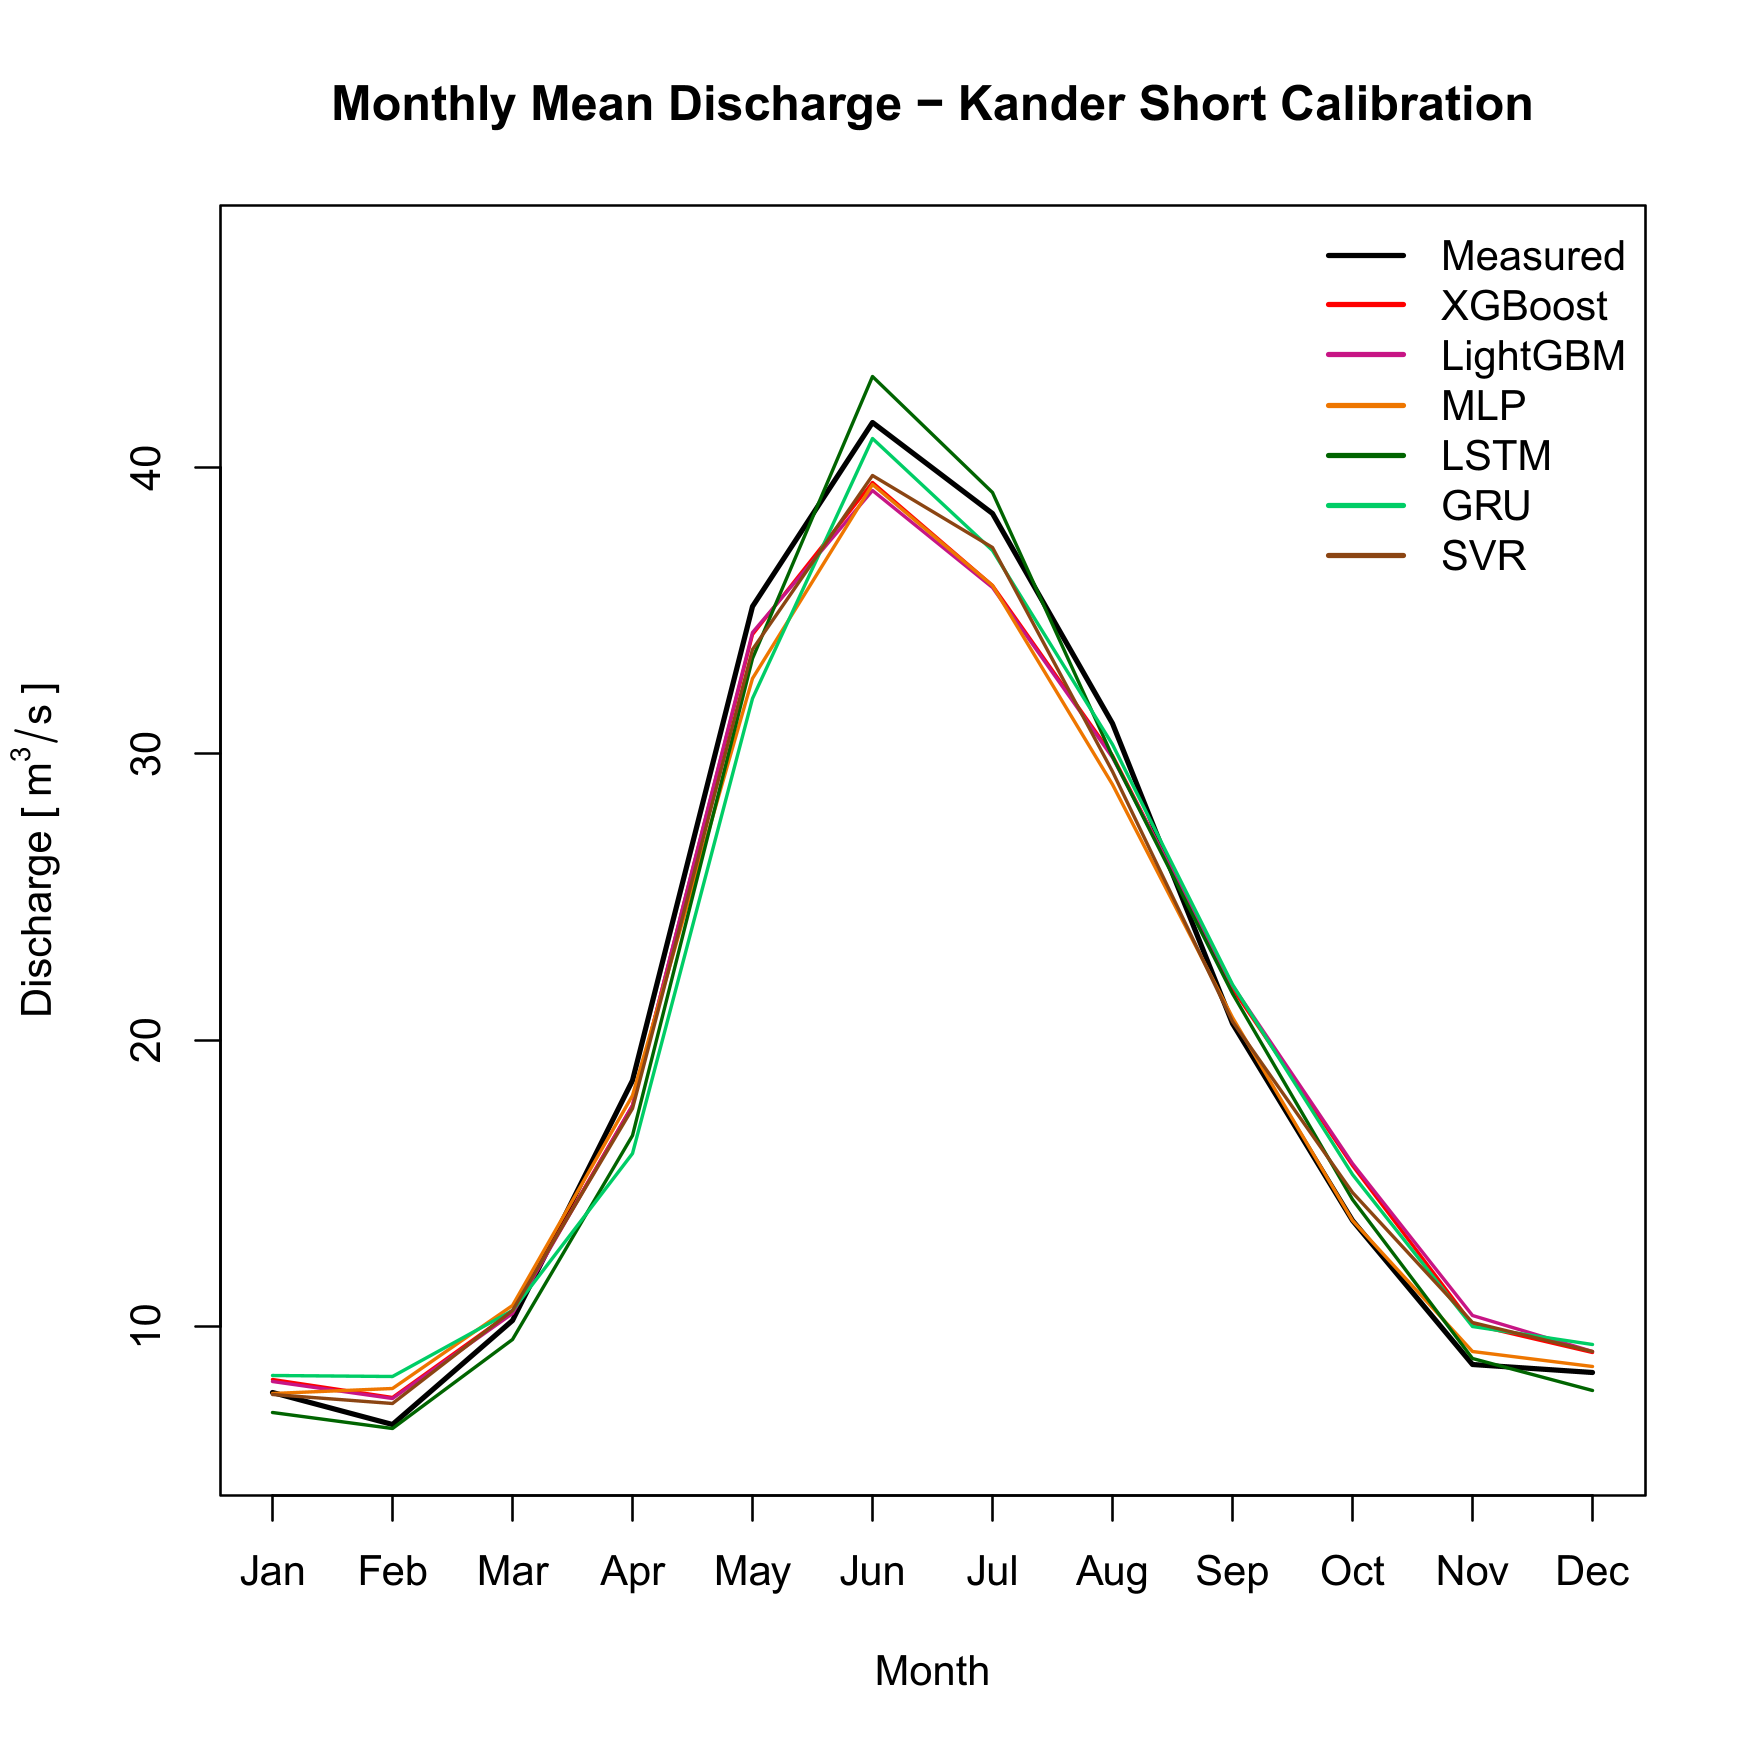 Monthly Mean Discharge − Kander Short Calibration
Measured
XGBoost
LightGBM
MLP
LSTM
GRU
SVR
Discharge [ m³/s ]
40
30
20
10
Jan Feb Mar Apr May Jun Jul Aug Sep Oct Nov Dec
Month